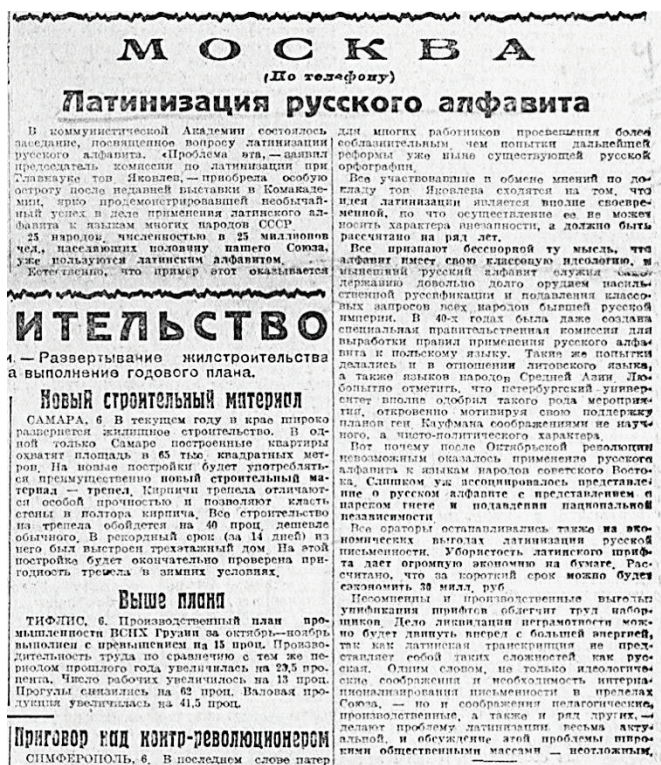 МОСКВА
(По телефону)
Латинизация русского алфавита
В коммунистической Академии состоялось
заседание, посвященное вопросу латинизации
русского алфавита. «Проблема эта, — заявил
председатель комиссии по латинизации при
Главнауке тов Яковлев, — приобрела особую
остроту после недавней выставки в Комакаде-
мии, ярко продемонстрировавшей необычай-
ный успех в деле применения латинского ал-
фавита к языкам многих народов СССР
25 народов, численностью в 25 миллионов
чел., населяющих половину нашего Союза,
уже пользуются латинским алфавитом.
Естественно, что пример этот оказывается
для многих работников просвещения более
соблазнительным, чем попытки дальнейшей
реформы уже ныне существующей русской
орфографии.
Все участвовавшие в обмене мнений по до-
кладу тов Яковлева сходятся на том, что
идея латинизации является вполне своевре-
менной, но что осуществление ее не может
носить характера внезапности, а должно быть
рассчитано на ряд лет.
Все признают бесспорной ту мысль, что
алфавит имеет свою классовую идеологию, и
нынешний русский алфавит служил само-
державию довольно долго орудием насиль-
ственной русификации и подавления классо-
вых запросов всех народов бывшей русской
империи. В 40-х годах была даже создана
специальная правительственная комиссия для
выработки правил применения русского алфа-
вита к польскому языку. Такие же попытки
делались и в отношении литовского языка,
а также языков народов Средней Азии. Лю-
бопытно отметить, что петербургский универ-
ситет вполне одобрил такого рода мероприя-
тия, откровенно мотивируя свою поддержку
планов ген. Кауфмана соображениями не науч-
ного, а чисто-политического характера.
Вот почему после Октябрьской революции
невозможным оказалось применение русского
алфавита к языкам народов советского Восто-
ка. Слишком уж ассоциировалось представле-
ние о русском алфавите с представлением о
царском гнете и подавлении национальной
независимости
Все ораторы останавливались также на эко-
номических выгодах латинизации русской
письменности. Убористость латинского шриф-
та дает огромную экономию на бумаге. Рас-
считано, что за короткий срок можно будет
сэкономить 30 милл. руб
Несомненны и производственные выгоды:
унификация шрифтов облегчит труд набор-
щиков. Дело ликвидации неграмотности мож-
но будет двинуть вперед с большей энергией,
так как латинская транскрипция не пред-
ставляет собой таких сложностей как рус-
ская. Одним словом, не только идеологиче-
ские соображения и необходимость интерна-
ционализирования письменности в пределах
Союза, — но и соображения педагогические,
производственные, а также и ряд других, —
делают проблему латинизации весьма акту-
альной, и обсуждение этой проблемы широ-
кими общественными массами — неотложным.
ИТЕЛЬСТВО
и. — Развертывание жилстроительства
а выполнение годового плана.
Новый строительный материал
САМАРА, 6. В текущем году в крае широко
развернется жилищное строительство. В од-
ной только Самаре построенные квартиры
охватят площадь в 65 тыс. квадратных мет-
ров. На новые постройки будет употреблять-
ся преимущественно новый строительный ма-
териал — трепел. Кирпичи трепела отличают-
ся особой прочностью и позволяют класть
стены в полтора кирпича. Все строительство
из трепела обойдется на 40 проц. дешевле
обычного. В рекордный срок (за 14 дней) из
него был выстроен трехэтажный дом. На этой
постройке будет окончательно проверена при-
годность трепела в зимних условиях.
Выше плана
ТИФЛИС, 6. Производственный план про-
мышленности ВСНХ Грузии за октябрь—ноябрь
выполнен с превышением на 15 проц. Произво-
дительность труда по сравнению с тем же пе-
риодом прошлого года увеличилась на 23,5 про-
цента. Число рабочих увеличилось на 13 проц.
Прогулы снизились на 62 проц. Валовая про-
дукция увеличилась на 41,5 проц.
Приговор над контр-революционером
СИМФЕРОПОЛЬ, 6. В последнем слове патер